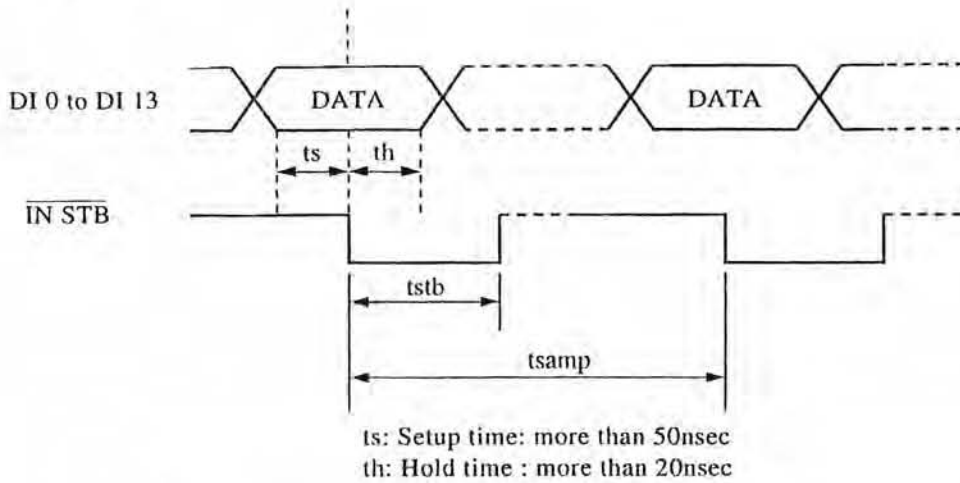 DI 0 to DI 13
DATA
DATA
ts
th
IN STB
tstb
tsamp
ts: Setup time: more than 50nsec
th: Hold time : more than 20nsec